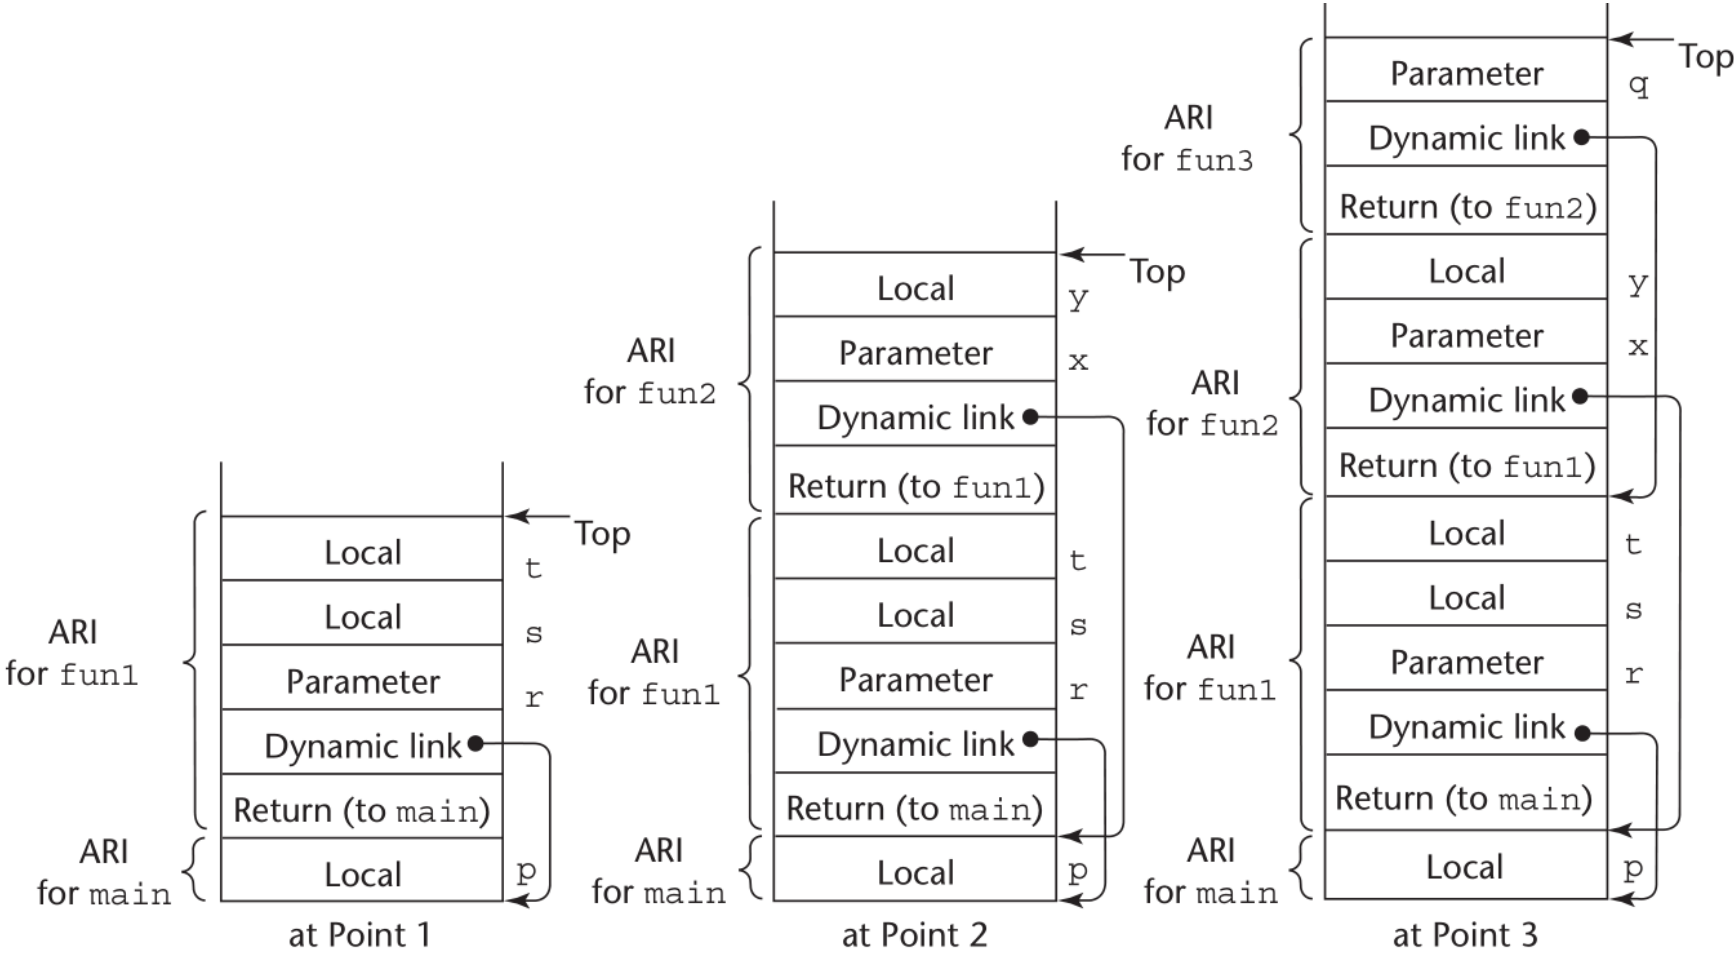 Top
Local
t
Local
s
Parameter
r
Dynamic link
Return (to main)
Local
p
ARI
for fun1
ARI
for main
at Point 1
Top
Local
y
Parameter
x
Dynamic link
Return (to fun1)
Local
t
Local
s
Parameter
r
Dynamic link
Return (to main)
Local
p
ARI
for fun2
ARI
for fun1
ARI
for main
at Point 2
Top
Parameter
q
Dynamic link
Return (to fun2)
Local
y
Parameter
x
Dynamic link
Return (to fun1)
Local
t
Local
s
Parameter
r
Dynamic link
Return (to main)
Local
p
ARI
for fun3
ARI
for fun2
ARI
for fun1
ARI
for main
at Point 3